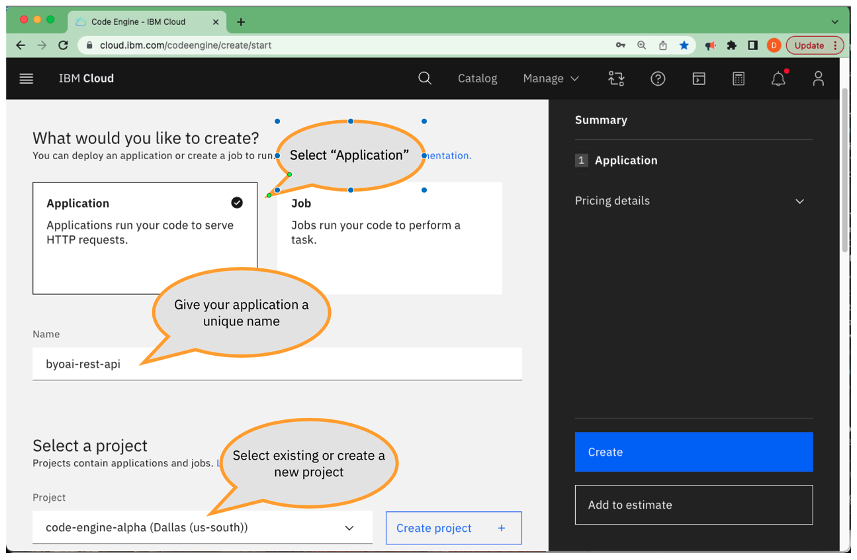 Code Engine - IBM Cloud
cloud.ibm.com/codeengine/create/start
D
Update
IBM Cloud
Catalog
Manage
What would you like to create?
You can deploy an application or create a job to run.
ntation.
Select “Application”
Application
Applications run your code to serve
HTTP requests.
Job
Jobs run your code to perform a
task.
Give your application a
unique name
Name
byoai-rest-api
Select a project
Projects contain applications and jobs. L
Select existing or create a
new project
Project
code-engine-alpha (Dallas (us-south))
Create project +
Summary
1 Application
Pricing details
Create
Add to estimate